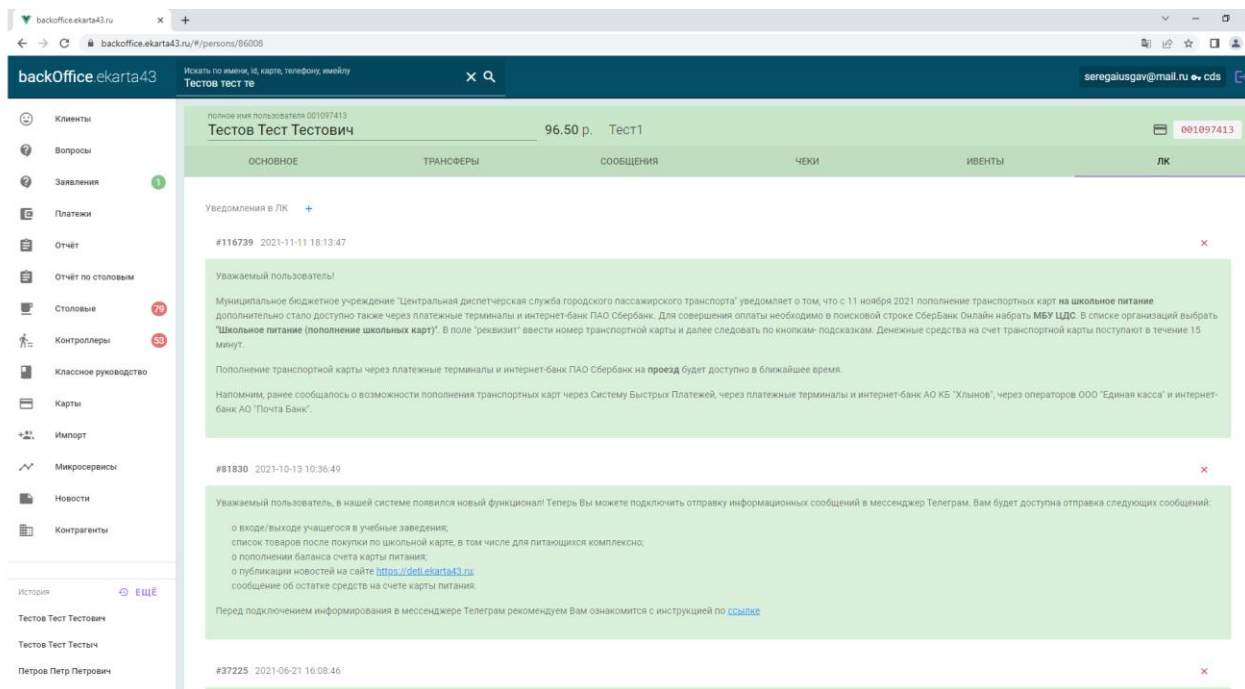 backoffice.ekarta43.ru
backoffice.ekarta43.ru/#/persons/86008
backOffice.ekarta43
Искать по имени, id, карте, телефону, имейлу
Тестов тест те
seregaiusgav@mail.ru cds
Клиенты
Вопросы
Заявления 1
Платежи
Отчёт
Отчёт по столовым
Столовые 79
Контроллеры 53
Классное руководство
Карты
Импорт
Микросервисы
Новости
Контрагенты
История ЕЩЁ
Тестов Тест Тестович
Тестов Тест Тестыч
Петров Петр Петрович
полное имя пользователя 001097413
Тестов Тест Тестович 96.50 р. Тест1 001097413
ОСНОВНОЕ ТРАНСФЕРЫ СООБЩЕНИЯ ЧЕКИ ИВЕНТЫ ЛК
Уведомления в ЛК +
#116739 2021-11-11 18:13:47
Уважаемый пользователь!
Муниципальное бюджетное учреждение "Центральная диспетчерская служба городского пассажирского транспорта" уведомляет о том, что с 11 ноября 2021 пополнение транспортных карт на школьное питание
дополнительно стало доступно также через платежные терминалы и интернет-банк ПАО Сбербанк. Для совершения оплаты необходимо в поисковой строке СберБанк Онлайн набрать МБУ ЦДС. В списке организаций выбрать
"Школьное питание (пополнение школьных карт)". В поле "реквизит" ввести номер транспортной карты и далее следовать по кнопкам- подсказкам. Денежные средства на счет транспортной карты поступают в течение 15
минут.
Пополнение транспортной карты через платежные терминалы и интернет-банк ПАО Сбербанк на проезд будет доступно в ближайшее время.
Напомним, ранее сообщалось о возможности пополнения транспортных карт через Систему Быстрых Платежей, через платежные терминалы и интернет-банк АО КБ "Хлынов", через операторов ООО "Единая касса" и интернет-
банк АО "Почта Банк".
#81830 2021-10-13 10:36:49
Уважаемый пользователь, в нашей системе появился новый функционал! Теперь Вы можете подключить отправку информационных сообщений в мессенджер Телеграм. Вам будет доступна отправка следующих сообщений:
о входе/выходе учащегося в учебные заведения;
список товаров после покупки по школьной карте, в том числе для питающихся комплексно;
о пополнении баланса счета карты питания;
о публикации новостей на сайте https://deti.ekarta43.ru;
сообщение об остатке средств на счете карты питания.
Перед подключением информирования в мессенджере Телеграм рекомендуем Вам ознакомится с инструкцией по ссылке
#37225 2021-06-21 16:08:46